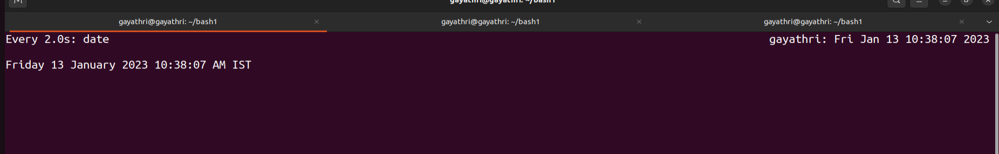 gayathri@gayathri: ~/bash1
gayathri@gayathri: ~/bash1 gayathri@gayathri: ~/bash1 gayathri@gayathri: ~/bash1
Every 2.0s: date gayathri: Fri Jan 13 10:38:07 2023
Friday 13 January 2023 10:38:07 AM IST